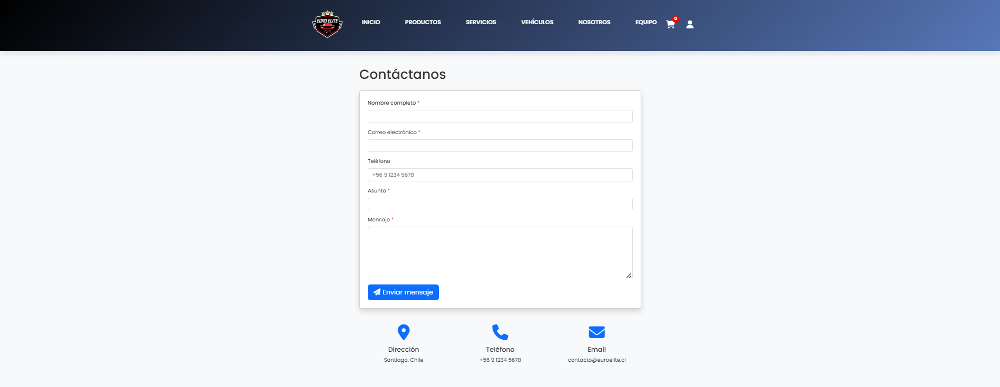 EURO ELITE
INICIO PRODUCTOS SERVICIOS VEHÍCULOS NOSOTROS EQUIPO 0
Contáctanos
Nombre completo *
Correo electrónico *
Teléfono
+56 9 1234 5678
Asunto *
Mensaje *
Enviar mensaje
Dirección Teléfono Email
Santiago, Chile +56 9 1234 5678 contacto@euroelite.cl